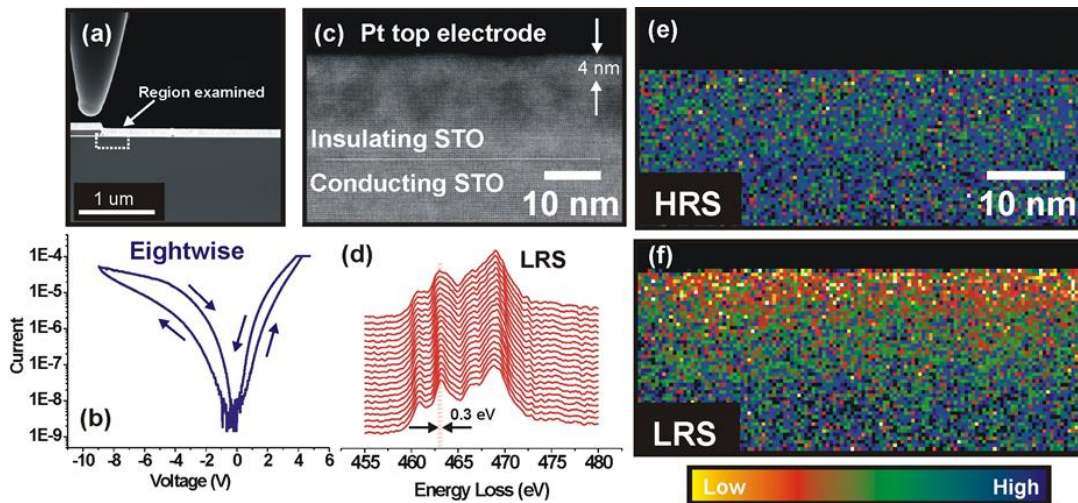 (a)
Region examined
1 um
(c)
Pt top electrode
4 nm
Insulating STO
Conducting STO
10 nm
(e)
HRS
10 nm
Eightwise
1E-4
1E-5
1E-6
1E-7
1E-8
1E-9
Current
(b)
-10 -8 -6 -4 -2 0 2 4
Voltage (V)
(d)
LRS
0.3 eV
455 460 465 470 475 480
Energy Loss (eV)
(f)
LRS
Low High